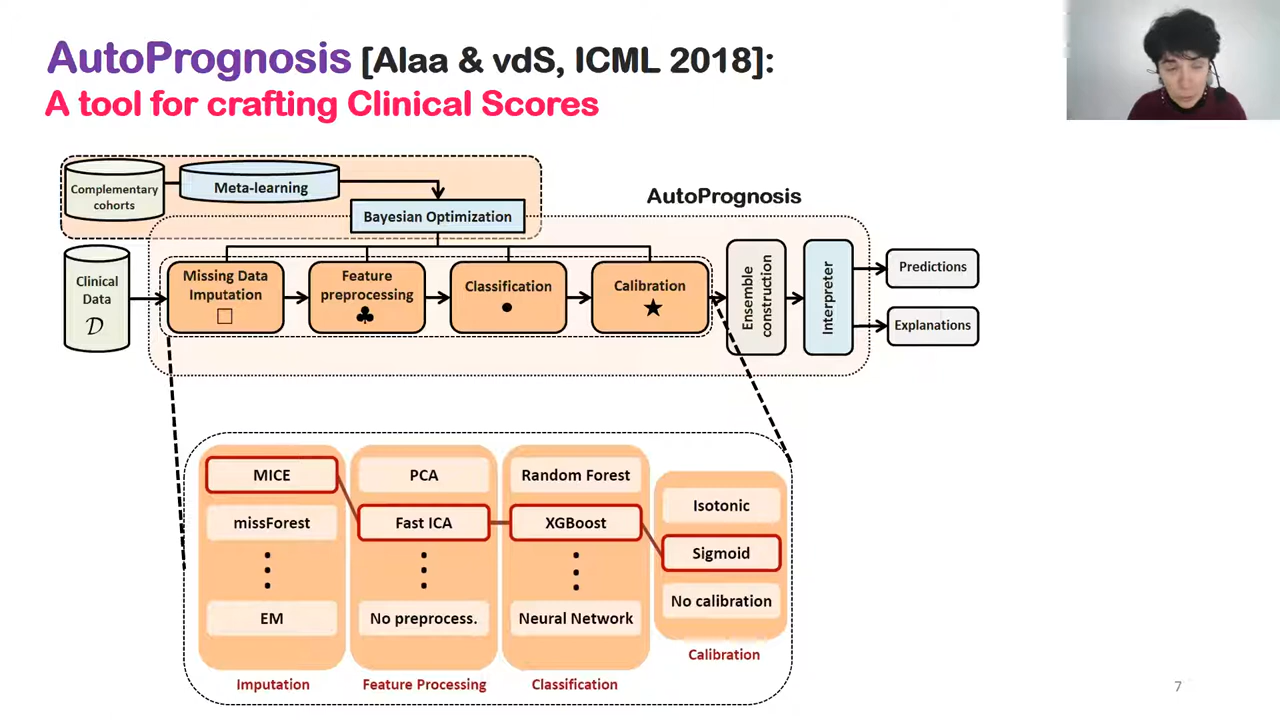 AutoPrognosis [Alaa & vdS, ICML 2018]:
A tool for crafting Clinical Scores
Complementary
cohorts
Meta-learning
Bayesian Optimization
AutoPrognosis
Clinical
Data
𝒟
Missing Data
Imputation
Feature
preprocessing
Classification
Calibration
Ensemble
construction
Interpreter
Predictions
Explanations
MICE
missForest
EM
Imputation
PCA
Fast ICA
No preprocess.
Feature Processing
Random Forest
XGBoost
Neural Network
Classification
Isotonic
Sigmoid
No calibration
Calibration
7